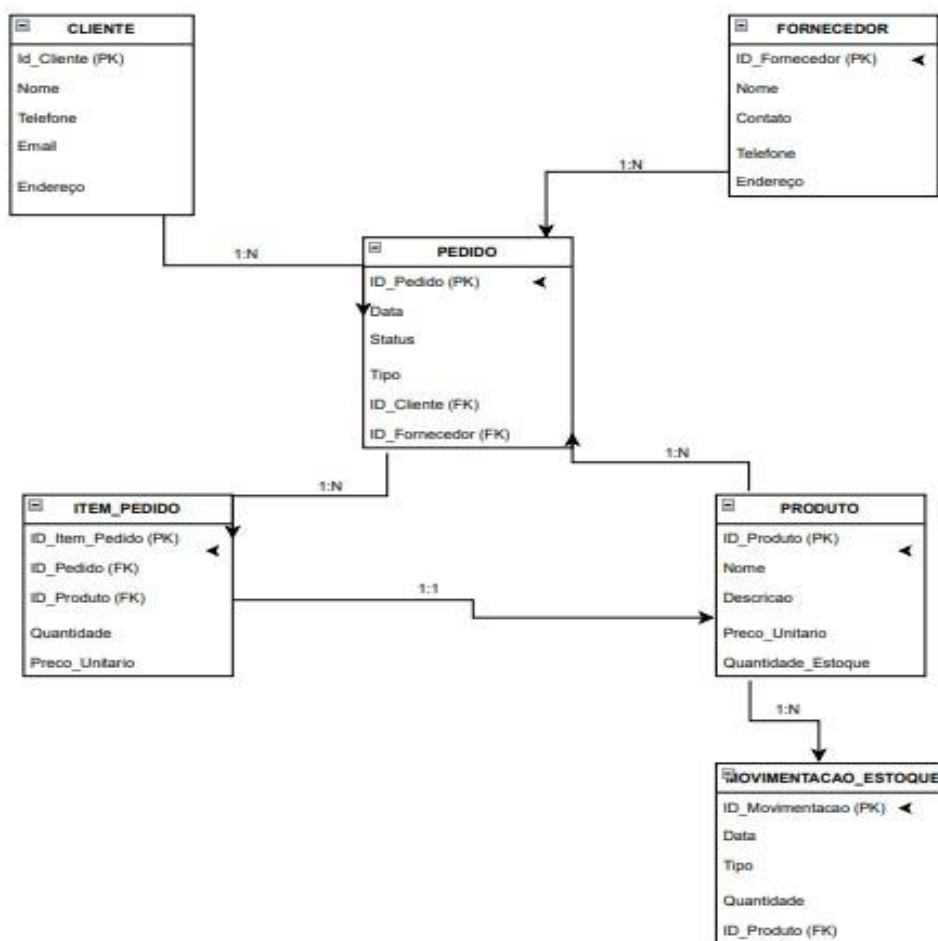 CLIENTE
Id_Cliente (PK)
Nome
Telefone
Email
Endereço
FORNECEDOR
ID_Fornecedor (PK)
Nome
Contato
Telefone
Endereço
1:N
1:N
PEDIDO
ID_Pedido (PK)
Data
Status
Tipo
ID_Cliente (FK)
ID_Fornecedor (FK)
1:N
1:N
ITEM_PEDIDO
ID_Item_Pedido (PK)
ID_Pedido (FK)
ID_Produto (FK)
Quantidade
Preco_Unitario
1:1
PRODUTO
ID_Produto (PK)
Nome
Descricao
Preco_Unitario
Quantidade_Estoque
1:N
MOVIMENTACAO_ESTOQUE
ID_Movimentacao (PK)
Data
Tipo
Quantidade
ID_Produto (FK)